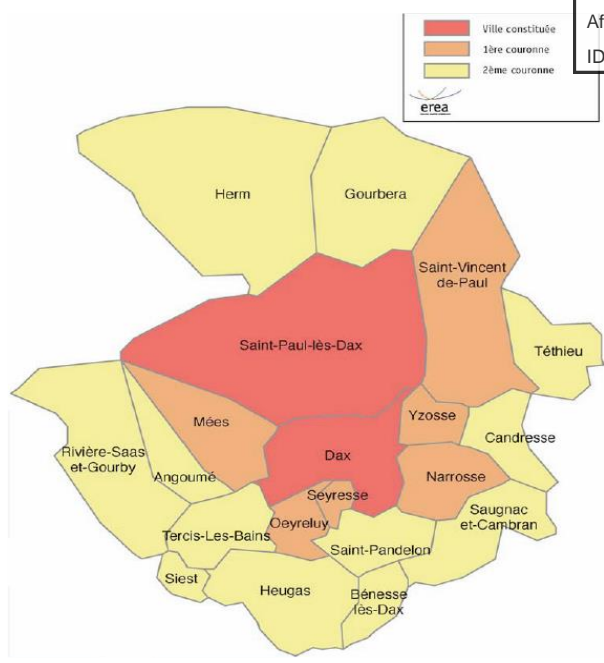 Ville constituée
1ère couronne
2ème couronne
erea
Af
ID
Herm
Gourbera
Saint-Vincent
de-Paul
Saint-Paul-lès-Dax
Téthieu
Mées
Yzosse
Candresse
Rivière-Saas
et-Gourby
Angoumé
Dax
Narrosse
Seyresse
Oeyreluy
Saugnac
et-Cambran
Tercis-Les-Bains
Saint-Pandelon
Siest
Heugas
Bénesse
lès-Dax